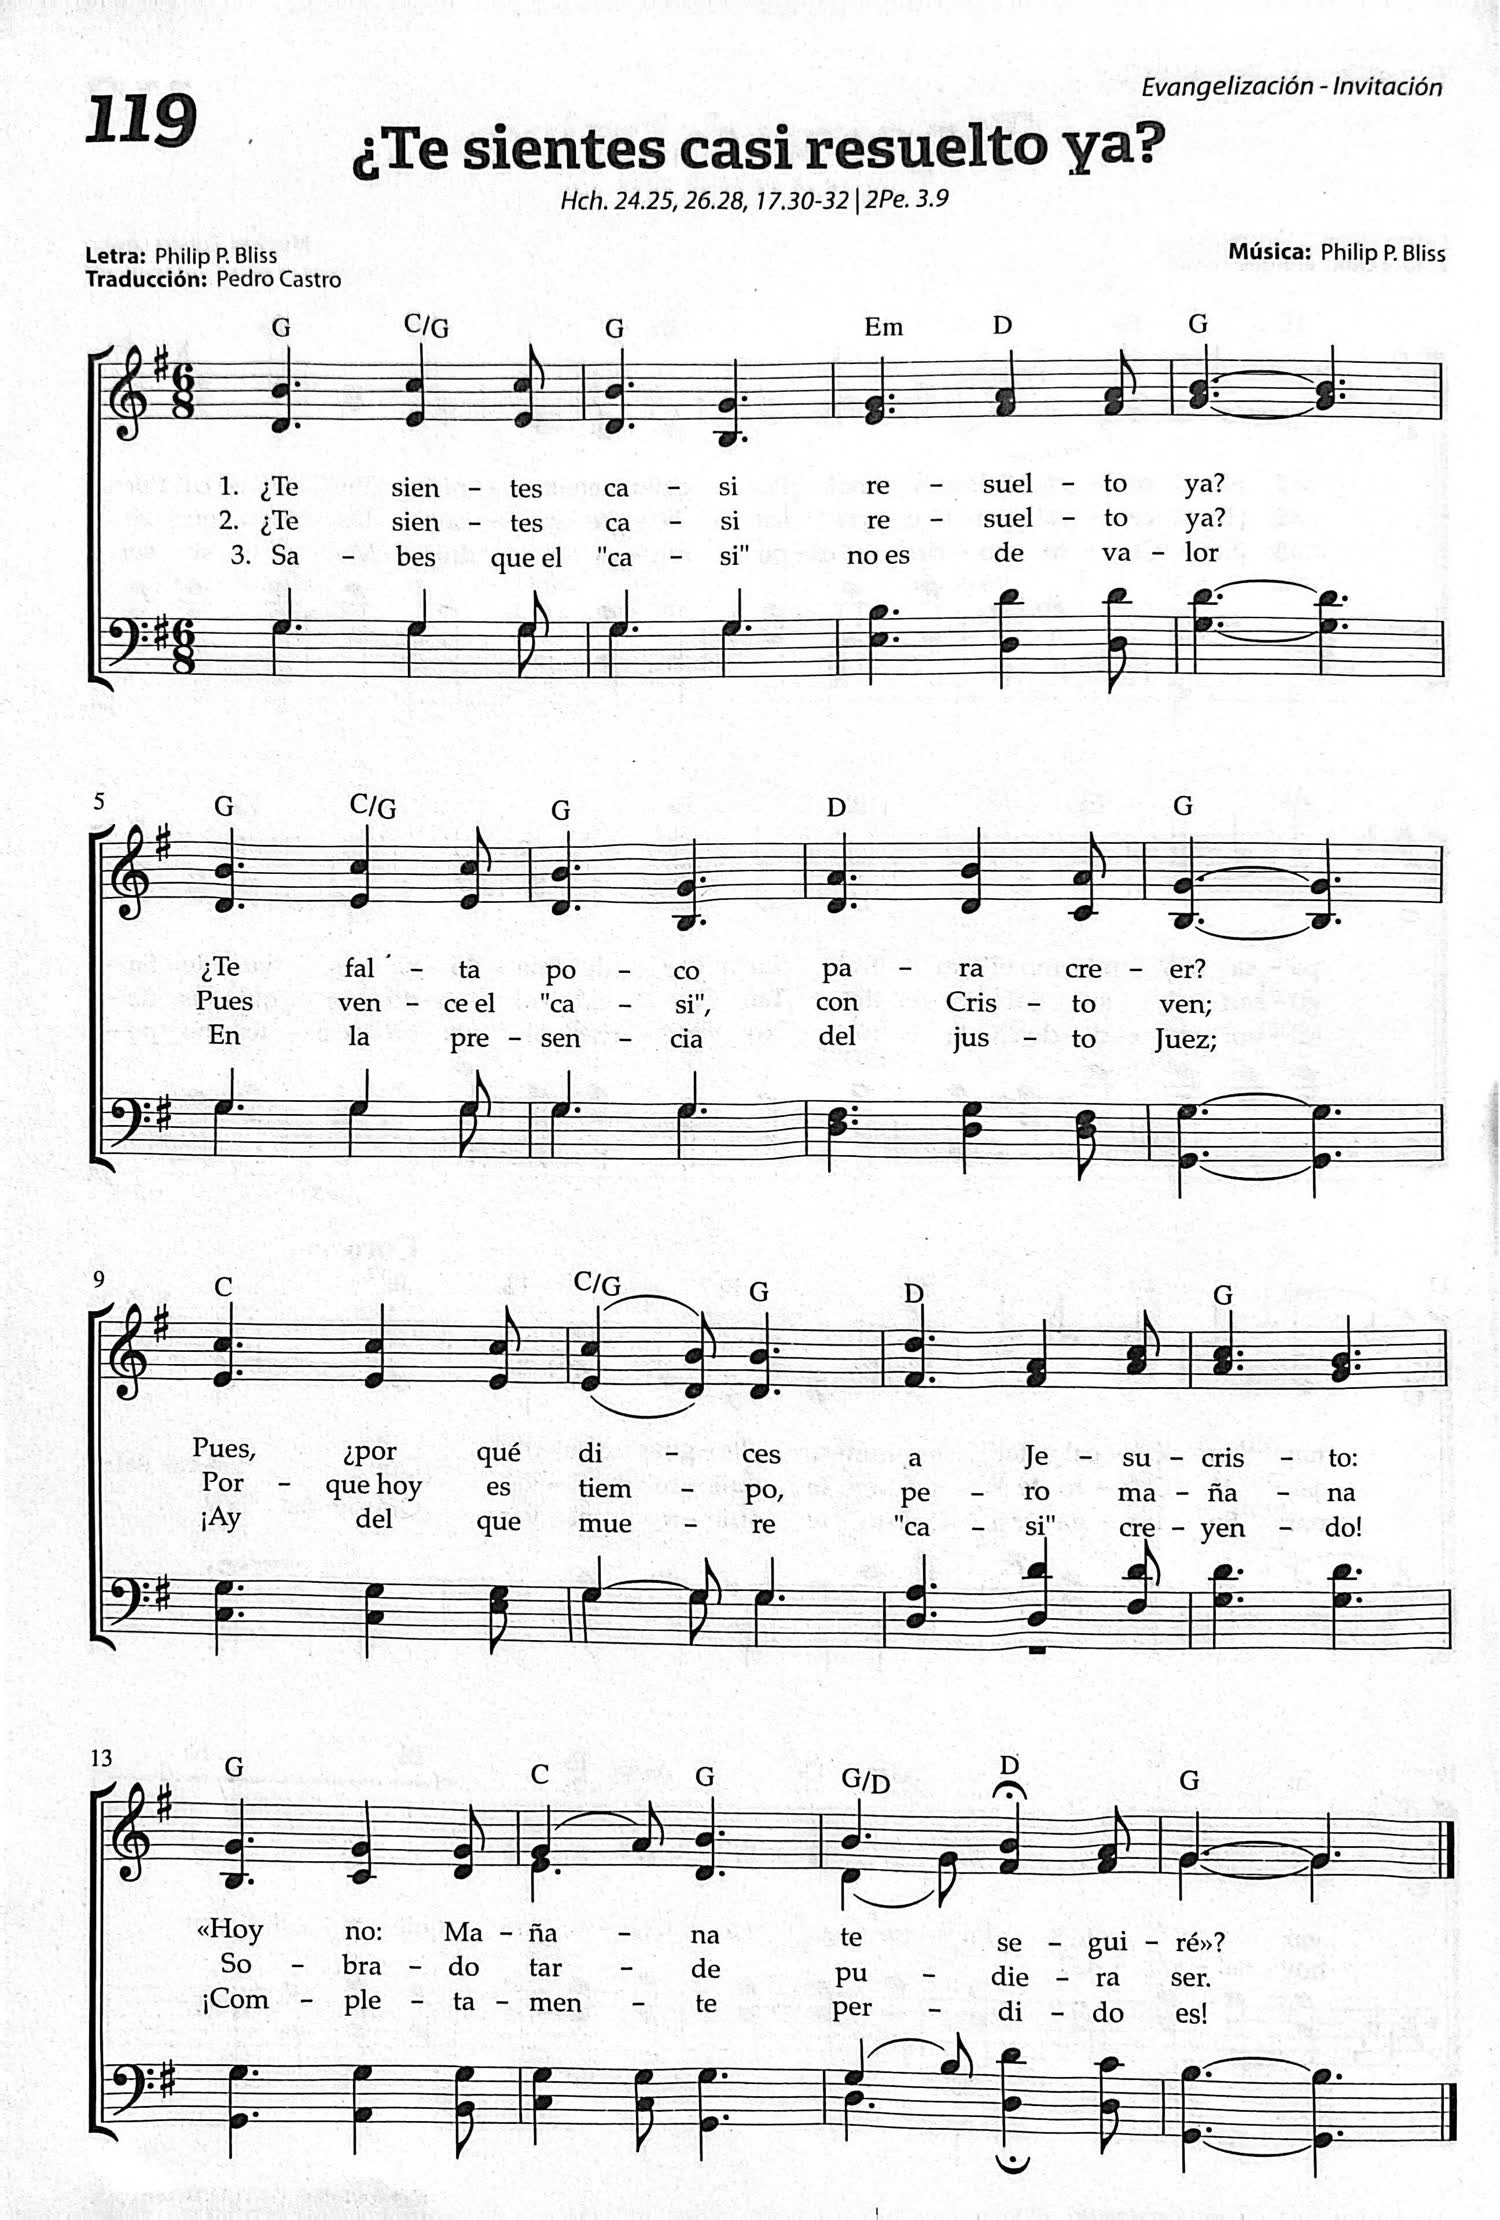 119
Evangelización - Invitación
¿Te sientes casi resuelto ya?
Hch. 24.25, 26.28, 17.30-32 | 2Pe. 3.9
Letra: Philip P. Bliss
Música: Philip P. Bliss
Traducción: Pedro Castro
G C/G G Em D G
6 8
1. ¿Te sien - tes ca - si re - suel - to ya?
2. ¿Te sien - tes ca - si re - suel - to ya?
3. Sa - bes que el "ca - si" no es de va - lor
6 8
5
G C/G G D G
¿Te fal - ta po - co pa - ra cre - er?
Pues ven - ce el "ca - si", con Cris - to ven;
En la pre - sen - cia del jus - to Juez;
9
C C/G G D G
Pues, ¿por qué di - ces a Je - su - cris - to:
Por - que hoy es tiem - po, pe - ro ma - ña - na
¡Ay del que mue - re "ca - si" cre - yen - do!
13
G C G G/D D G
«Hoy no: Ma - ña - na te se - gui - ré»?
So - bra - do tar - de pu - die - ra ser.
¡Com - ple - ta - men - te per - di - do es!